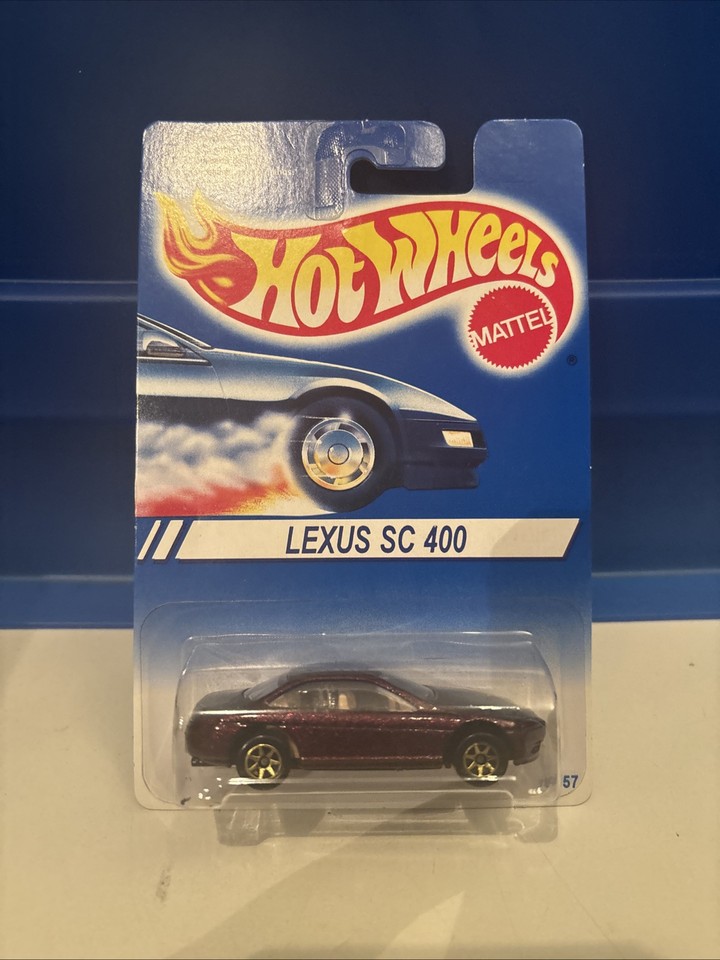 HOT WHEELS
MATTEL
®
LEXUS SC 400
57